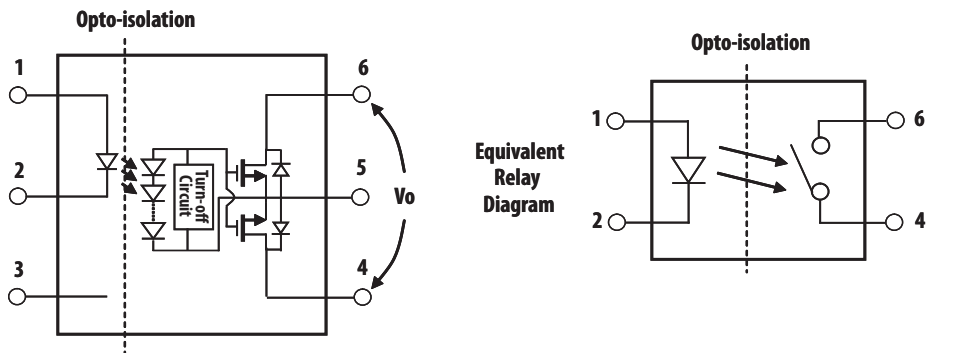 Opto-isolation
1
2
3
Turn-off
Circuit
6
5
4
Vo
Equivalent
Relay
Diagram
Opto-isolation
1
2
6
4